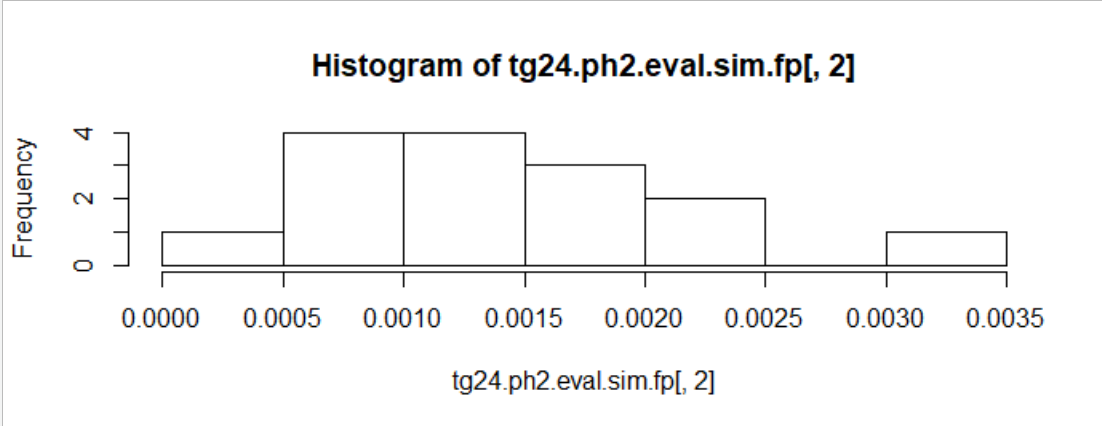 Histogram of tg24.ph2.eval.sim.fp[, 2]
Frequency
4
2
0
0.0000 0.0005 0.0010 0.0015 0.0020 0.0025 0.0030 0.0035
tg24.ph2.eval.sim.fp[, 2]